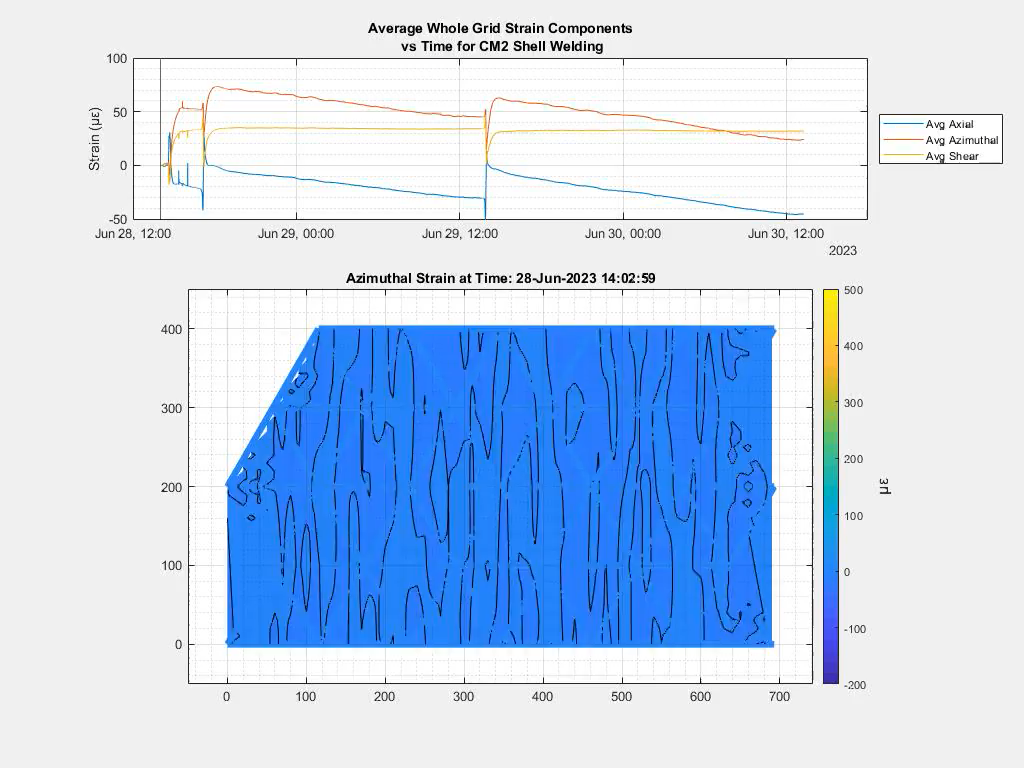 Average Whole Grid Strain Components
vs Time for CM2 Shell Welding
100
50
0
-50
Strain (με)
Jun 28, 12:00
Jun 29, 00:00
Jun 29, 12:00
Jun 30, 00:00
Jun 30, 12:00
2023
Avg Axial
Avg Azimuthal
Avg Shear
Azimuthal Strain at Time: 28-Jun-2023 14:02:59
400
300
200
100
0
0
100
200
300
400
500
600
700
500
400
300
200
100
0
-100
-200
με